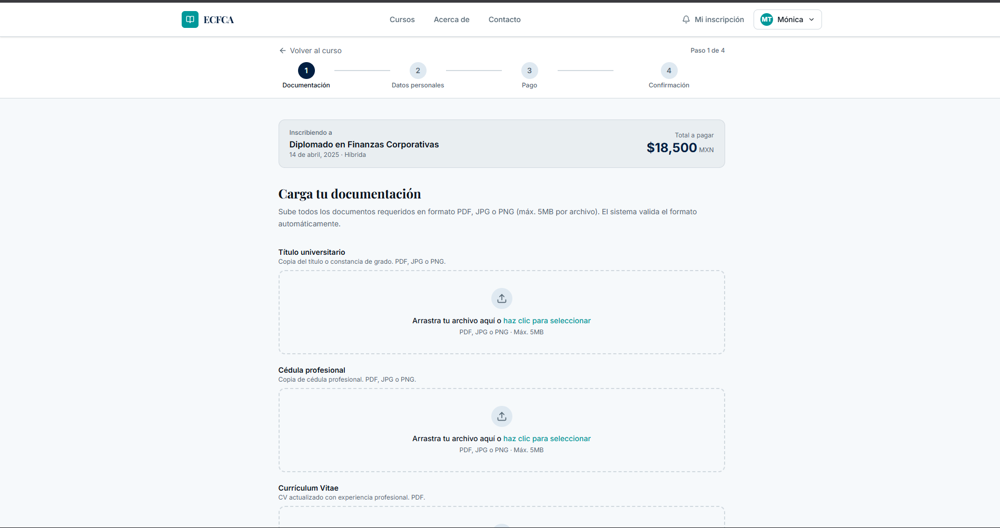 ECFCA
Cursos
Acerca de
Contacto
Mi inscripción
MT
Mónica
Volver al curso
Paso 1 de 4
1
2
3
4
Documentación
Datos personales
Pago
Confirmación
Inscribiendo a
Diplomado en Finanzas Corporativas
14 de abril, 2025 · Híbrida
Total a pagar
$18,500 MXN
Carga tu documentación
Sube todos los documentos requeridos en formato PDF, JPG o PNG (máx. 5MB por archivo). El sistema valida el formato
automáticamente.
Título universitario
Copia del título o constancia de grado. PDF, JPG o PNG.
Arrastra tu archivo aquí o haz clic para seleccionar
PDF, JPG o PNG · Máx. 5MB
Cédula profesional
Copia de cédula profesional. PDF, JPG o PNG.
Arrastra tu archivo aquí o haz clic para seleccionar
PDF, JPG o PNG · Máx. 5MB
Currículum Vitae
CV actualizado con experiencia profesional. PDF.